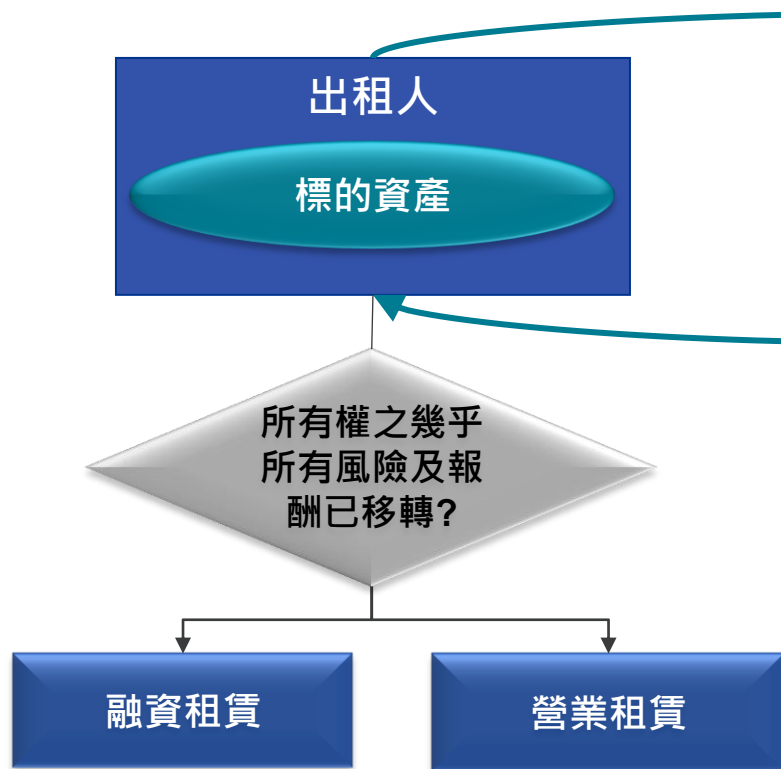 出租人
標的資產
所有權之幾乎
所有風險及報
酬已移轉?
融資租賃
營業租賃